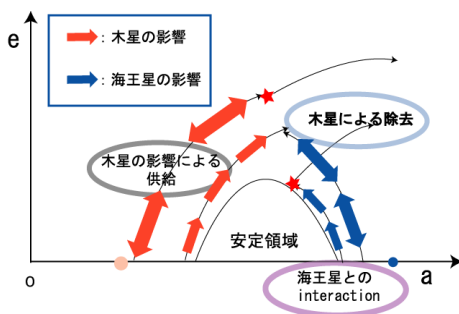 e
：木星の影響
：海王星の影響
木星による除去
木星の影響による
供給
安定領域
o
a
海王星との
interaction